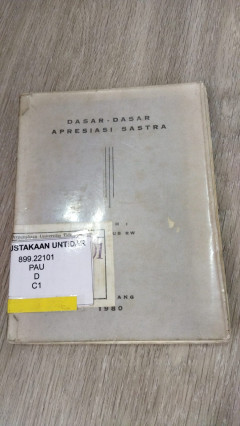 DASAR - DASAR
APRESIASI SASTRA
USTAKAAN UNTIDAR
899.22101
PAU
D
C1
1980